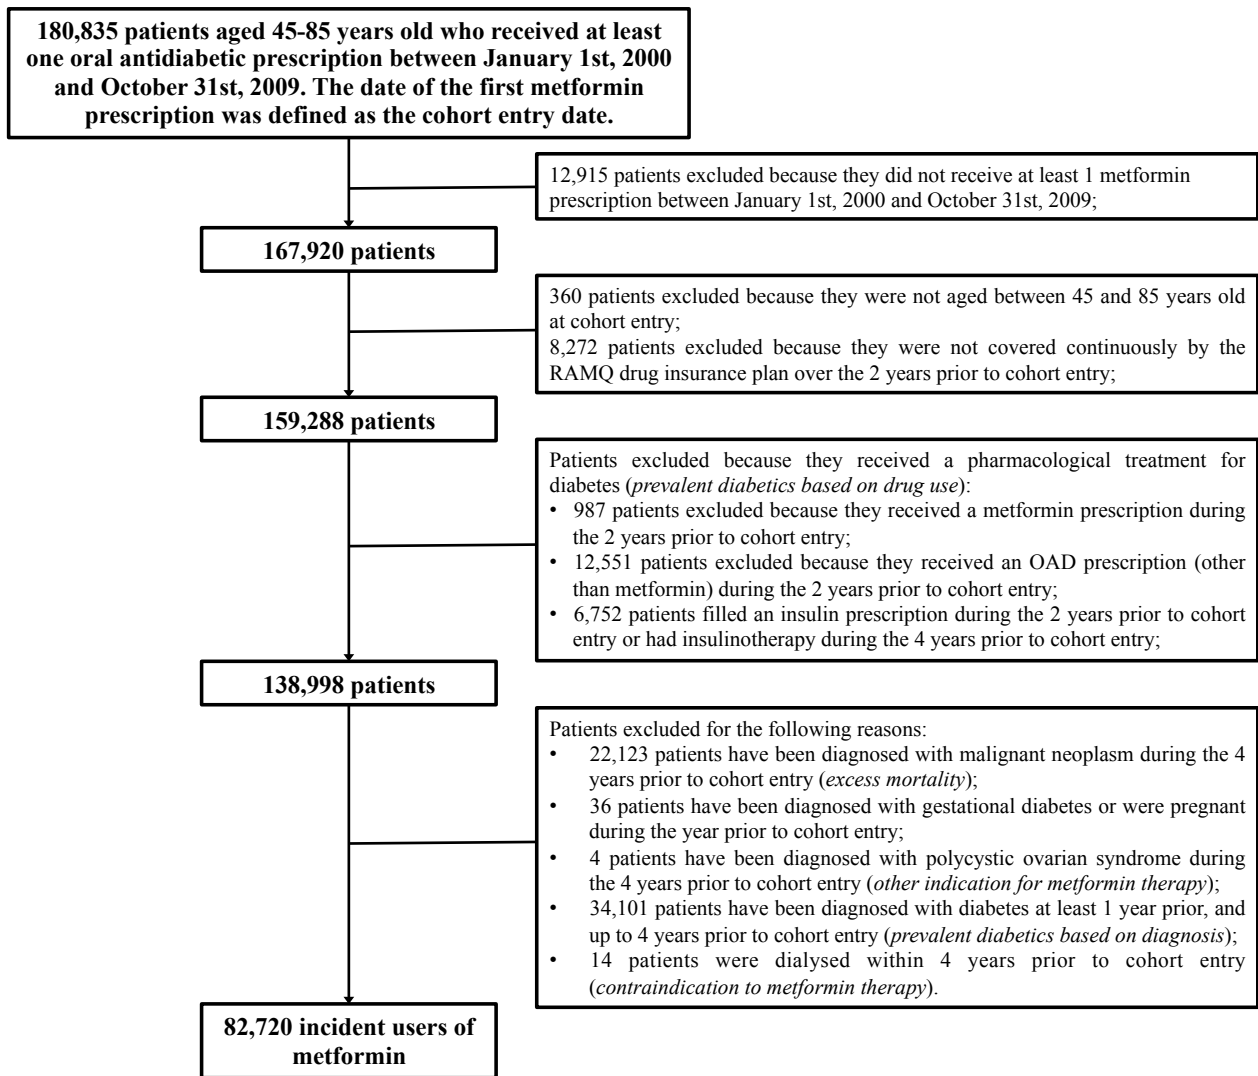 180,835 patients aged 45-85 years old who received at least
one oral antidiabetic prescription between January 1st, 2000
and October 31st, 2009. The date of the first metformin
prescription was defined as the cohort entry date.
12,915 patients excluded because they did not receive at least 1 metformin
prescription between January 1st, 2000 and October 31st, 2009;
167,920 patients
360 patients excluded because they were not aged between 45 and 85 years old
at cohort entry;
8,272 patients excluded because they were not covered continuously by the
RAMQ drug insurance plan over the 2 years prior to cohort entry;
159,288 patients
Patients excluded because they received a pharmacological treatment for
diabetes (prevalent diabetics based on drug use):
• 987 patients excluded because they received a metformin prescription during
the 2 years prior to cohort entry;
• 12,551 patients excluded because they received an OAD prescription (other
than metformin) during the 2 years prior to cohort entry;
• 6,752 patients filled an insulin prescription during the 2 years prior to cohort
entry or had insulinotherapy during the 4 years prior to cohort entry;
138,998 patients
Patients excluded for the following reasons:
• 22,123 patients have been diagnosed with malignant neoplasm during the 4
years prior to cohort entry (excess mortality);
• 36 patients have been diagnosed with gestational diabetes or were pregnant
during the year prior to cohort entry;
• 4 patients have been diagnosed with polycystic ovarian syndrome during
the 4 years prior to cohort entry (other indication for metformin therapy);
• 34,101 patients have been diagnosed with diabetes at least 1 year prior, and
up to 4 years prior to cohort entry (prevalent diabetics based on diagnosis);
• 14 patients were dialysed within 4 years prior to cohort entry
(contraindication to metformin therapy).
82,720 incident users of
metformin